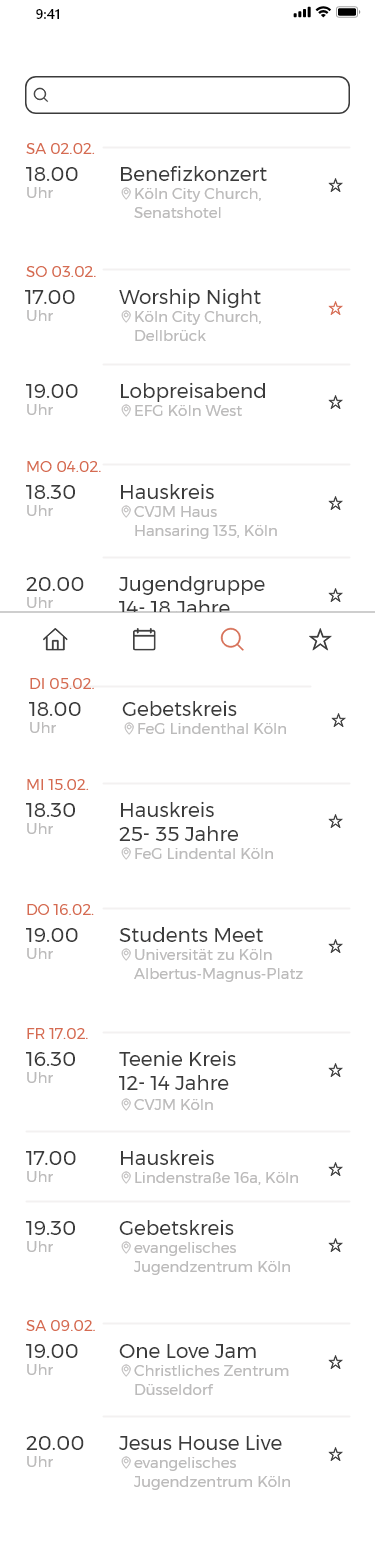 9:41
SA 02.02.
18.00 Benefizkonzert
Uhr Köln City Church,
Senatshotel
SO 03.02.
17.00 Worship Night
Uhr Köln City Church,
Dellbrück
19.00 Lobpreisabend
Uhr EFG Köln West
MO 04.02.
18.30 Hauskreis
Uhr CVJM Haus
Hansaring 135, Köln
20.00 Jugendgruppe
Uhr 14- 18 Jahre
DI 05.02.
18.00 Gebetskreis
Uhr FeG Lindenthal Köln
MI 15.02.
18.30 Hauskreis
Uhr 25- 35 Jahre
FeG Lindental Köln
DO 16.02.
19.00 Students Meet
Uhr Universität zu Köln
Albertus-Magnus-Platz
FR 17.02.
16.30 Teenie Kreis
Uhr 12- 14 Jahre
CVJM Köln
17.00 Hauskreis
Uhr Lindenstraße 16a, Köln
19.30 Gebetskreis
Uhr evangelisches
Jugendzentrum Köln
SA 09.02.
19.00 One Love Jam
Uhr Christliches Zentrum
Düsseldorf
20.00 Jesus House Live
Uhr evangelisches
Jugendzentrum Köln